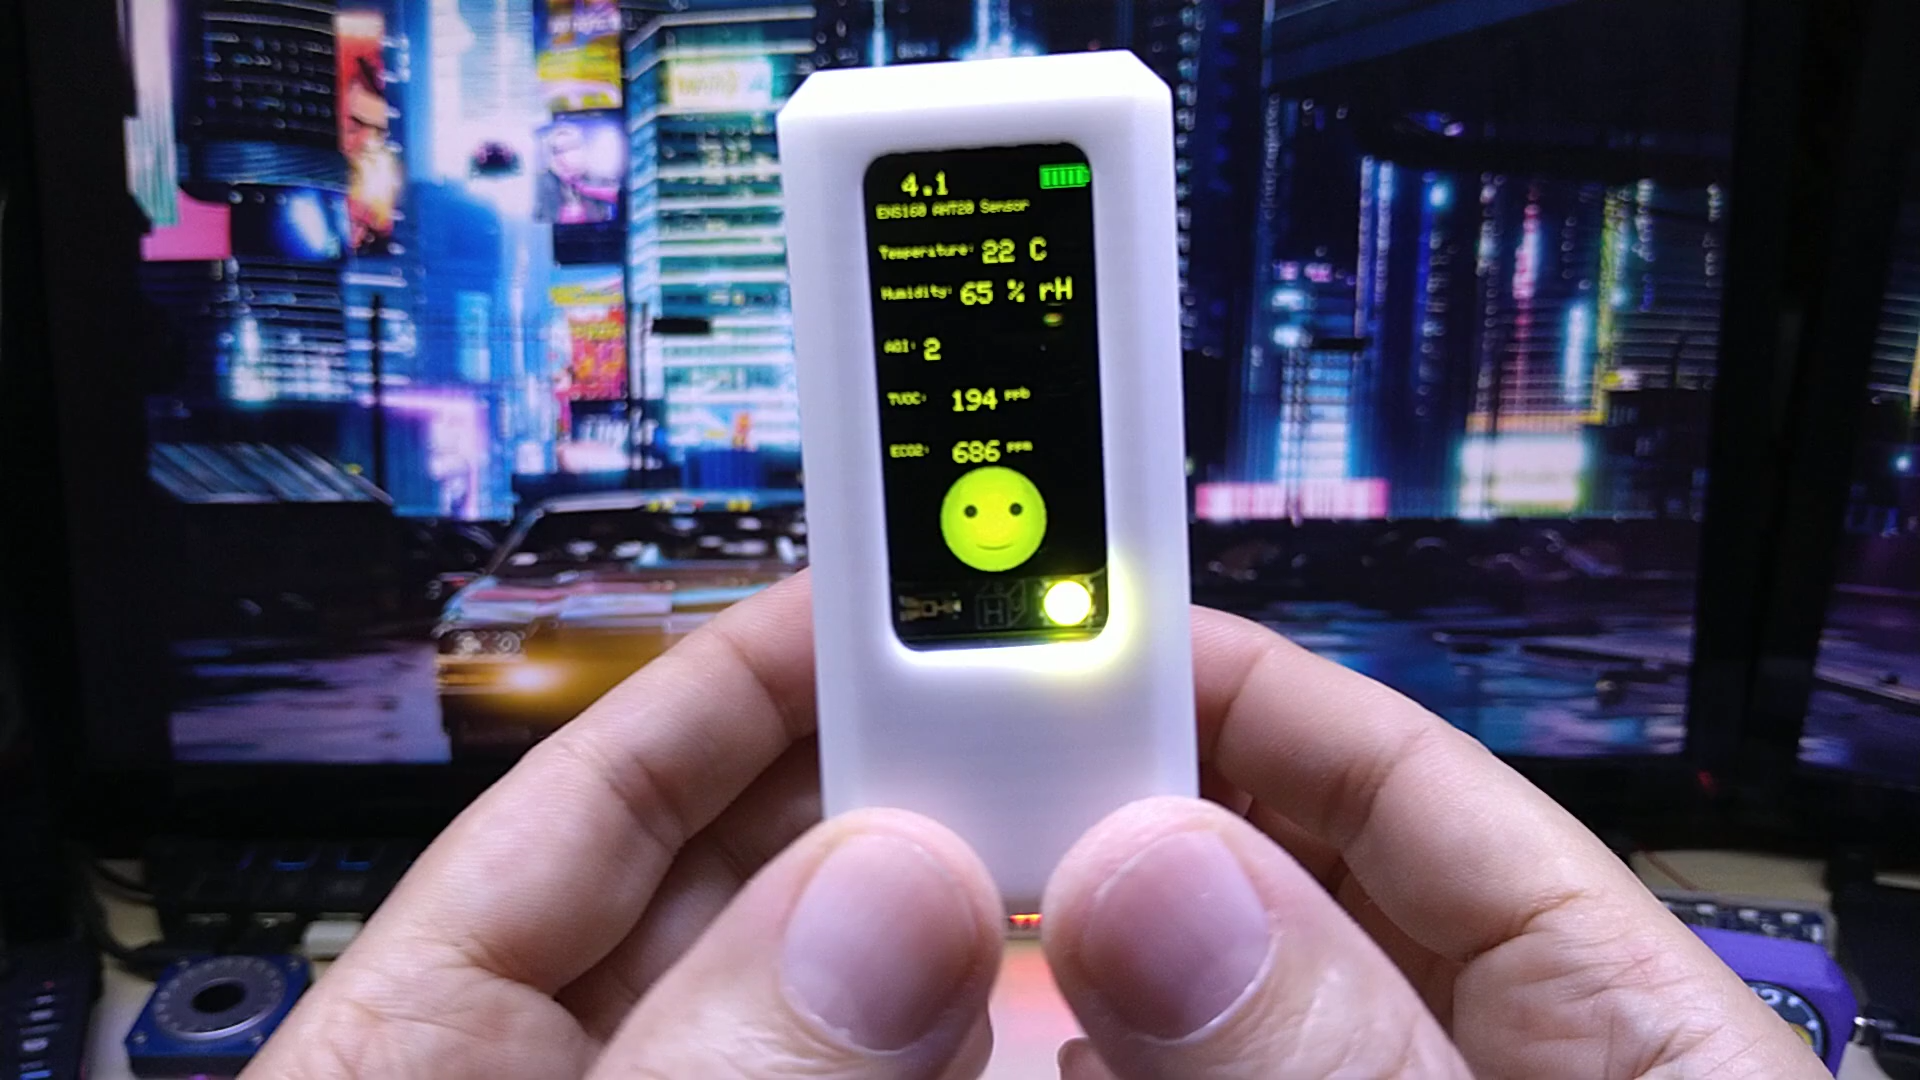 4.1
ENS160 AHT20 Sensor
Temperature: 22 C
Humidity: 65 % rH
AQI: 2
TVOC: 194 ppb
ECO2: 686 ppm
H